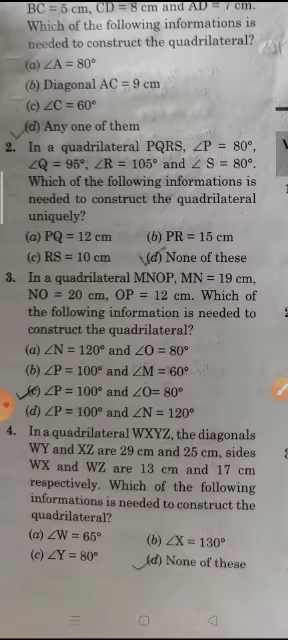 BC = 5 cm, CD = 8 cm and AD = 7 cm.
Which of the following informations is
needed to construct the quadrilateral?
(a) ∠A = 80°
(b) Diagonal AC = 9 cm
(c) ∠C = 60°
(d) Any one of them
2. In a quadrilateral PQRS, ∠P = 80°,
∠Q = 95°, ∠R = 105° and ∠ S = 80°.
Which of the following informations is
needed to construct the quadrilateral
uniquely?
(a) PQ = 12 cm (b) PR = 15 cm
(c) RS = 10 cm (d) None of these
3. In a quadrilateral MNOP, MN = 19 cm,
NO = 20 cm, OP = 12 cm. Which of
the following information is needed to
construct the quadrilateral?
(a) ∠N = 120° and ∠O = 80°
(b) ∠P = 100° and ∠M = 60°
(c) ∠P = 100° and ∠O= 80°
(d) ∠P = 100° and ∠N = 120°
4. In a quadrilateral WXYZ, the diagonals
WY and XZ are 29 cm and 25 cm, sides
WX and WZ are 13 cm and 17 cm
respectively. Which of the following
informations is needed to construct the
quadrilateral?
(a) ∠W = 65° (b) ∠X = 130°
(c) ∠Y = 80° (d) None of these